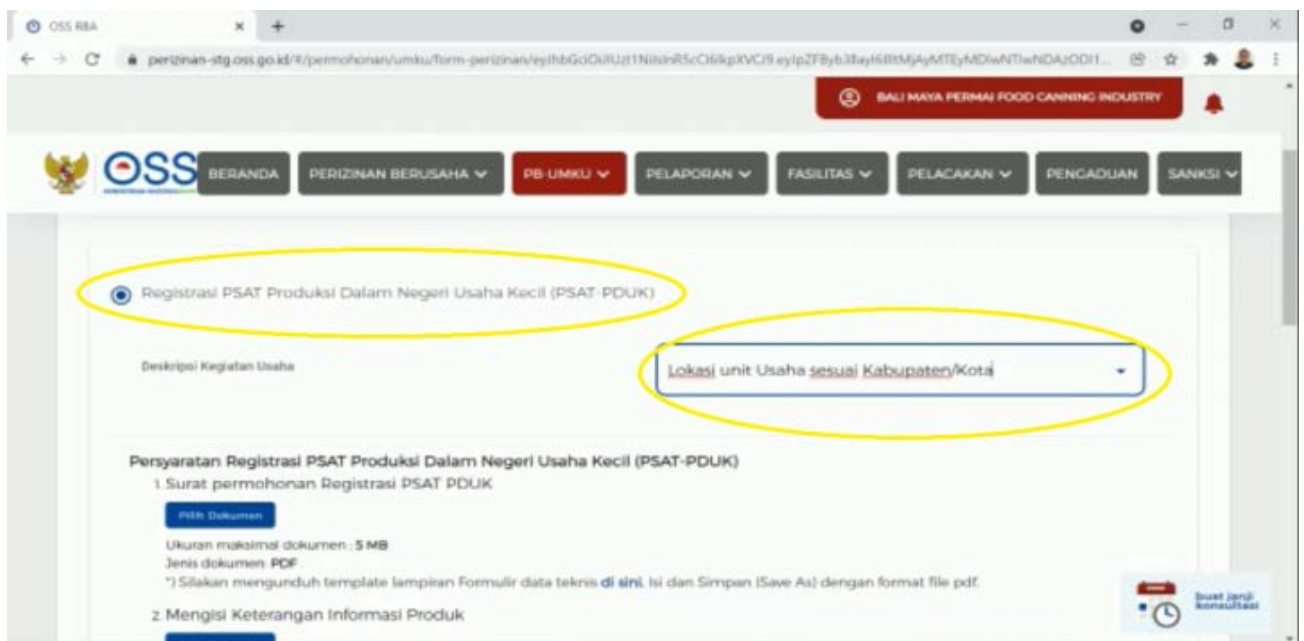 OSS RBA
perizinan-stg.oss.go.id/#/permohonan/umku/form-perizinan/
BALI MAYA PERMAI FOOD CANNING INDUSTRY
OSS BERANDA PERIZINAN BERUSAHA PB-UMKU PELAPORAN FASILITAS PELACAKAN PENGADUAN SANKSI
Registrasi PSAT Produksi Dalam Negeri Usaha Kecil (PSAT-PDUK)
Deskripsi Kegiatan Usaha
Lokasi unit Usaha sesuai Kabupaten/Kota
Persyaratan Registrasi PSAT Produksi Dalam Negeri Usaha Kecil (PSAT-PDUK)
1. Surat permohonan Registrasi PSAT PDUK
Pilih Dokumen
Ukuran maksimal dokumen : 5 MB
Jenis dokumen: PDF
*) Silakan mengunduh template lampiran Formulir data teknis di sini. Isi dan Simpan (Save As) dengan format file pdf.
2. Mengisi Keterangan Informasi Produk
buat janji
konsultasi